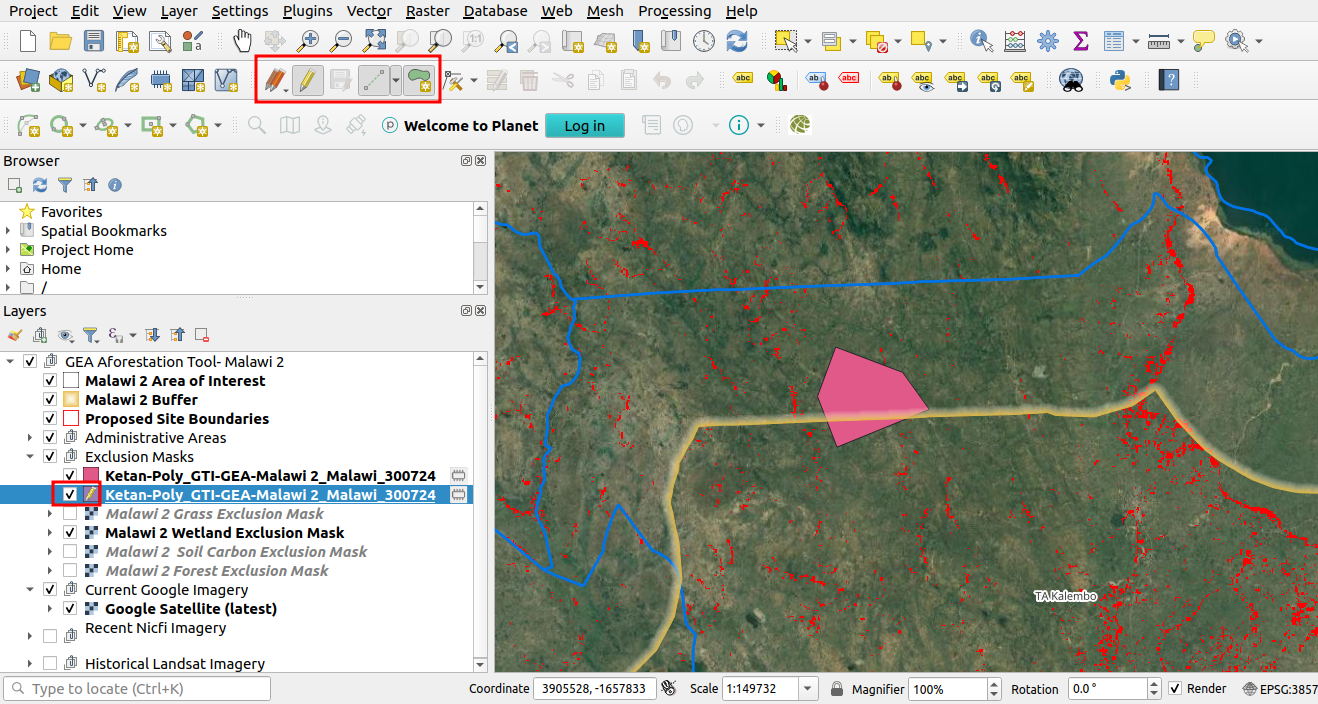 Project Edit View Layer Settings Plugins Vector Raster Database Web Mesh Processing Help
Welcome to Planet Log in
Browser
Favorites
Spatial Bookmarks
Project Home
Home
/
Layers
GEA Aforestation Tool- Malawi 2
Malawi 2 Area of Interest
Malawi 2 Buffer
Proposed Site Boundaries
Administrative Areas
Exclusion Masks
Ketan-Poly_GTI-GEA-Malawi 2_Malawi_300724
Ketan-Poly_GTI-GEA-Malawi 2_Malawi_300724
Malawi 2 Grass Exclusion Mask
Malawi 2 Wetland Exclusion Mask
Malawi 2 Soil Carbon Exclusion Mask
Malawi 2 Forest Exclusion Mask
Current Google Imagery
Google Satellite (latest)
Recent Nicfi Imagery
Historical Landsat Imagery
TA Kalembo
Type to locate (Ctrl+K) Coordinate 3905528, -1657833 Scale 1:149732 Magnifier 100% Rotation 0.0 ° Render EPSG:3857